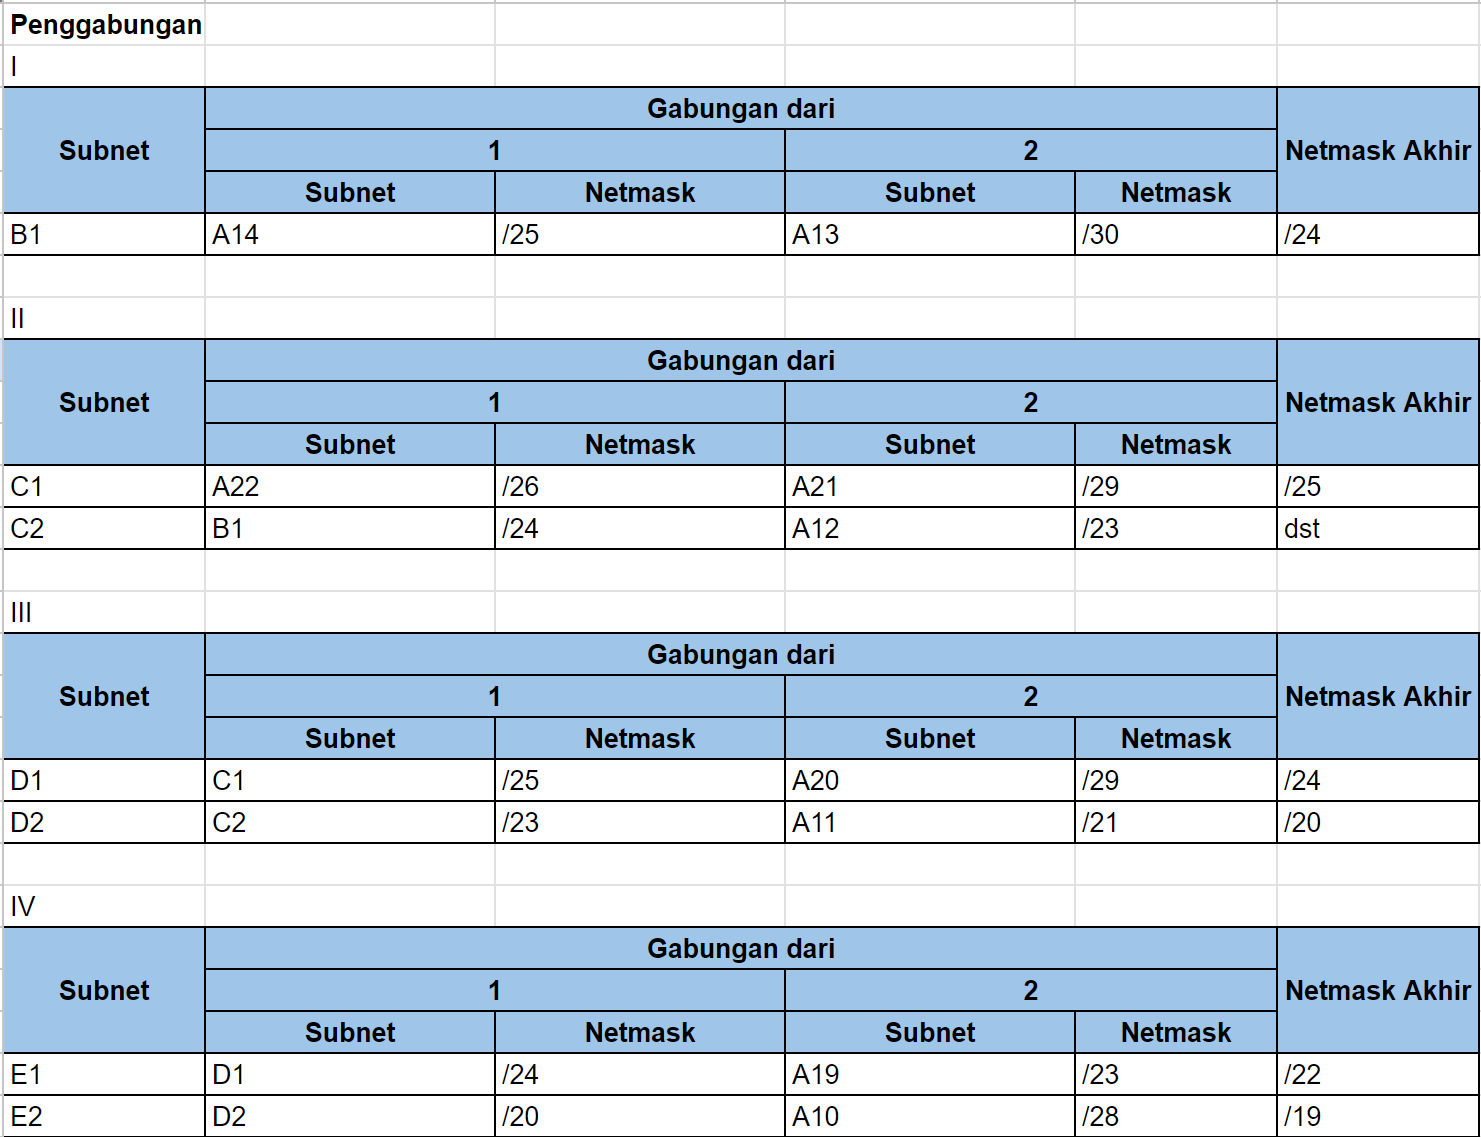 Penggabungan
I
Subnet Gabungan dari Netmask Akhir
1 2
Subnet Netmask Subnet Netmask
B1 A14 /25 A13 /30 /24
II
Subnet Gabungan dari Netmask Akhir
1 2
Subnet Netmask Subnet Netmask
C1 A22 /26 A21 /29 /25
C2 B1 /24 A12 /23 dst
III
Subnet Gabungan dari Netmask Akhir
1 2
Subnet Netmask Subnet Netmask
D1 C1 /25 A20 /29 /24
D2 C2 /23 A11 /21 /20
IV
Subnet Gabungan dari Netmask Akhir
1 2
Subnet Netmask Subnet Netmask
E1 D1 /24 A19 /23 /22
E2 D2 /20 A10 /28 /19